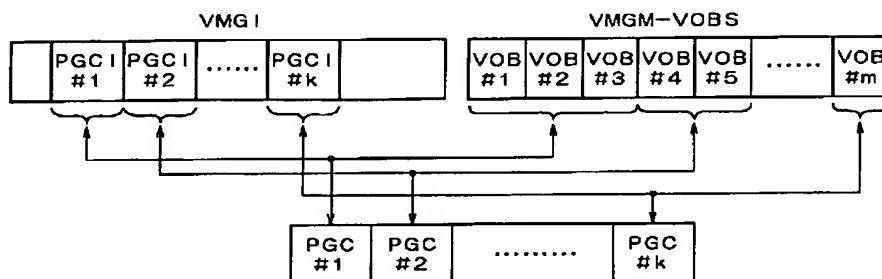 VMGI
VMGM-VOBS
PGCI #1 PGCI #2 ...... PGCI #k
VOB #1 VOB #2 VOB #3 VOB #4 VOB #5 ...... VOB #m
PGC #1 PGC #2 ......... PGC #k